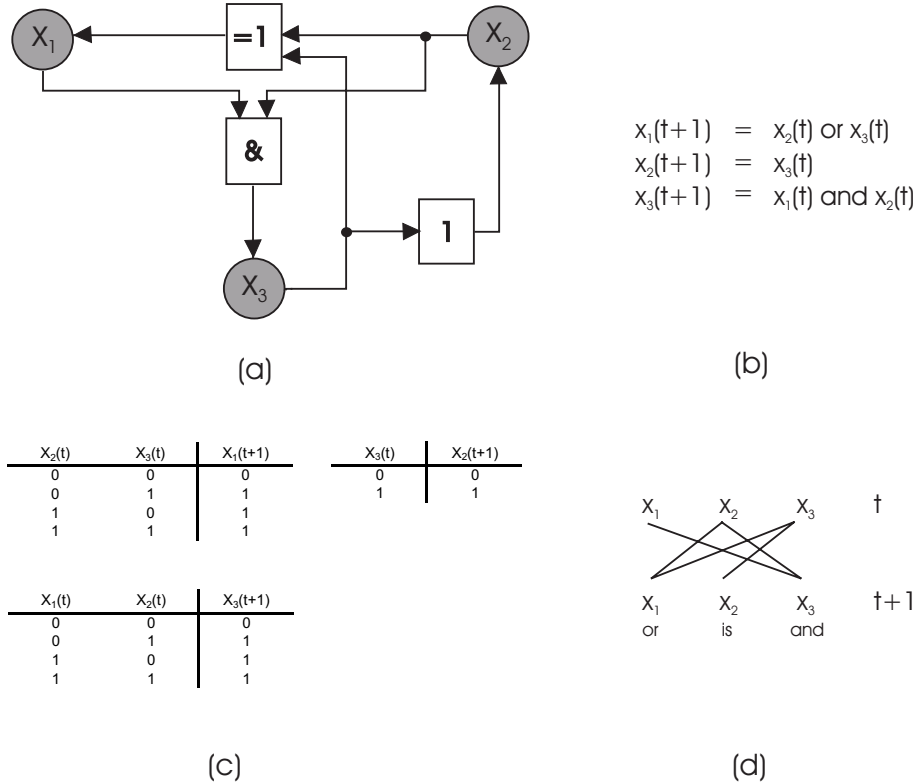 X₁
=1
X₂
&
1
X₃
(a)
x₁(t+1) = x₂(t) or x₃(t)
x₂(t+1) = x₃(t)
x₃(t+1) = x₁(t) and x₂(t)
(b)
X₂(t) X₃(t) X₁(t+1)
0 0 0
0 1 1
1 0 1
1 1 1
X₃(t) X₂(t+1)
0 0
1 1
X₁(t) X₂(t) X₃(t+1)
0 0 0
0 1 1
1 0 1
1 1 1
(c)
X₁ X₂ X₃ t
X₁ X₂ X₃ t+1
or is and
(d)